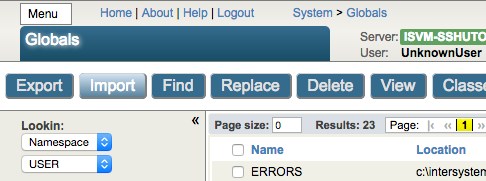 Menu
Home | About | Help | Logout
System > Globals
Globals
Server: ISVM-SSHUTO
User: UnknownUser
Export Import Find Replace Delete View Classe
Lookin:
Namespace
USER
«
Page size: 0 Results: 23 Page: |< << 1 >> >|
Name Location
ERRORS c:\intersystem